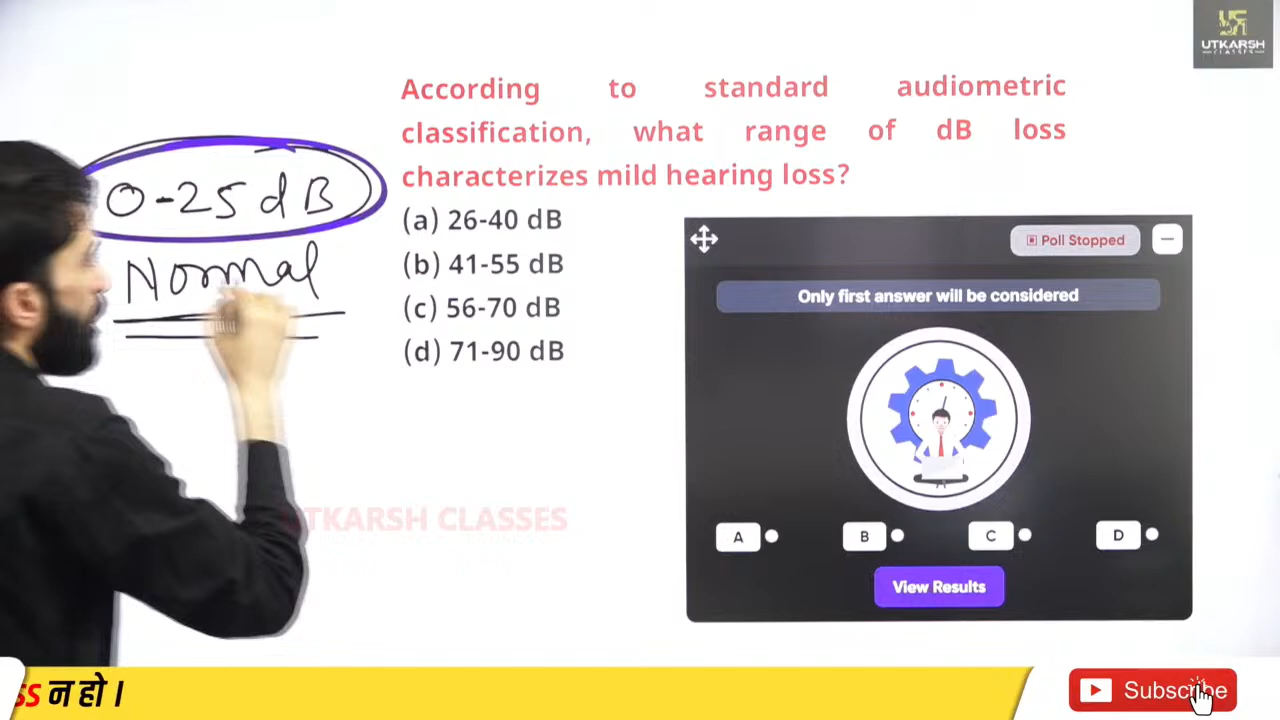 UTKARSH
CLASSES
According to standard audiometric
classification, what range of dB loss
characterizes mild hearing loss?
(a) 26-40 dB
(b) 41-55 dB
(c) 56-70 dB
(d) 71-90 dB
0-25 dB
Normal
Poll Stopped
Only first answer will be considered
A
B
C
D
View Results
UTKARSH CLASSES
न हो ।
Subscribe